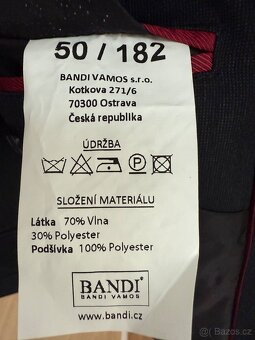 50 / 182
BANDI VAMOS s.r.o.
Kotkova 271/6
70300 Ostrava
Česká republika
ÚDRŽBA
P
SLOŽENÍ MATERIÁLU
Látka 70% Vlna
30% Polyester
Podšívka 100% Polyester
BANDI®
BANDI VAMOS
www.bandi.cz
Bazos.cz